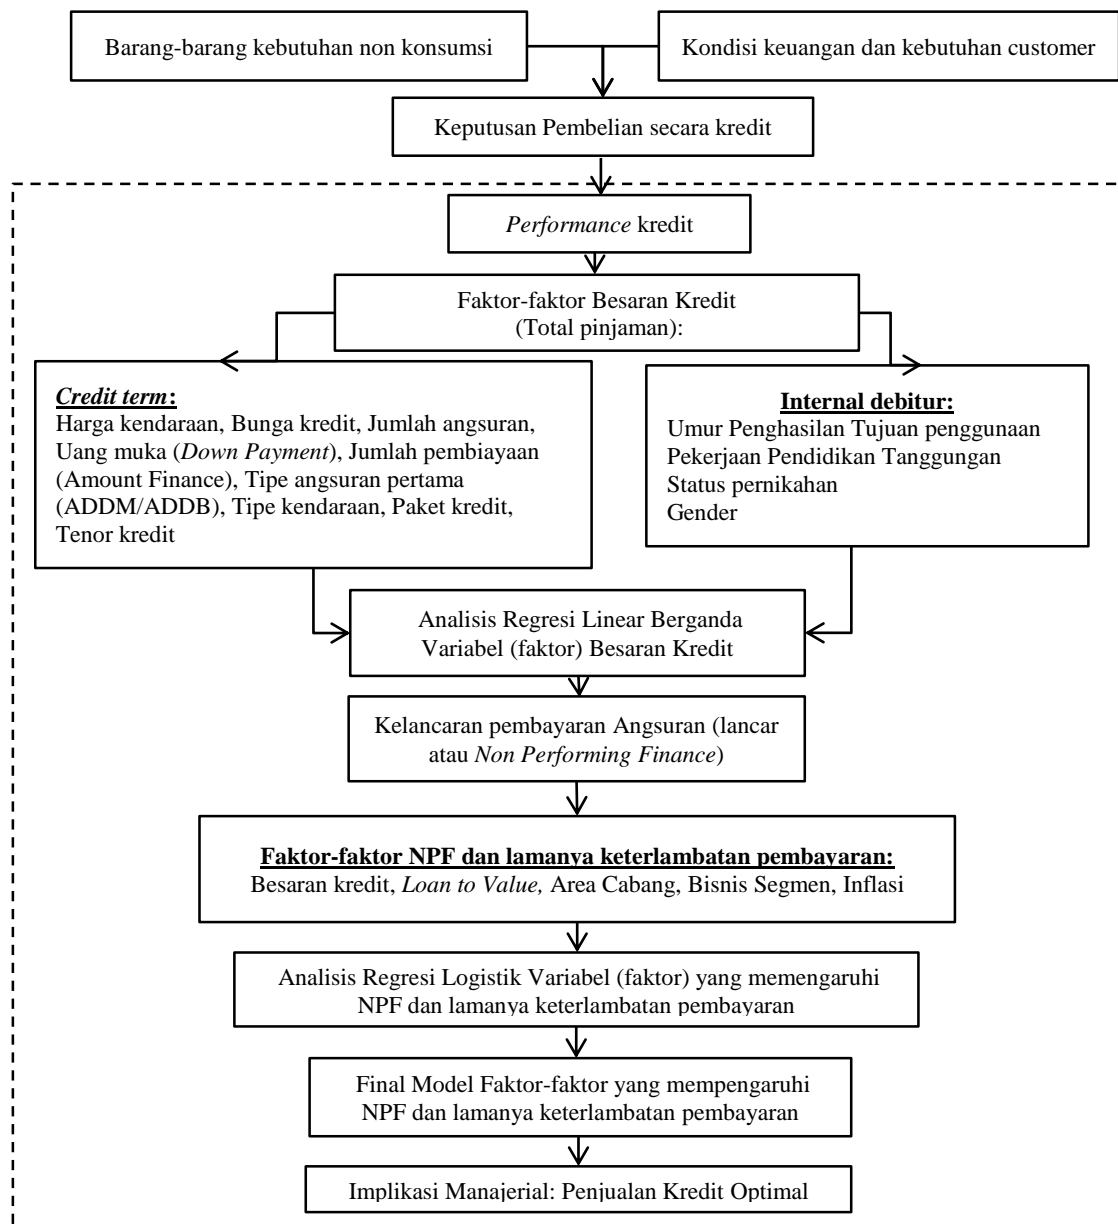 Barang-barang kebutuhan non konsumsi
Kondisi keuangan dan kebutuhan customer
Keputusan Pembelian secara kredit
Performance kredit
Faktor-faktor Besaran Kredit
(Total pinjaman):
Credit term:
Harga kendaraan, Bunga kredit, Jumlah angsuran,
Uang muka (Down Payment), Jumlah pembiayaan
(Amount Finance), Tipe angsuran pertama
(ADDM/ADDB), Tipe kendaraan, Paket kredit,
Tenor kredit
Internal debitur:
Umur Penghasilan Tujuan penggunaan
Pekerjaan Pendidikan Tanggungan
Status pernikahan
Gender
Analisis Regresi Linear Berganda
Variabel (faktor) Besaran Kredit
Kelancaran pembayaran Angsuran (lancar
atau Non Performing Finance)
Faktor-faktor NPF dan lamanya keterlambatan pembayaran:
Besaran kredit, Loan to Value, Area Cabang, Bisnis Segmen, Inflasi
Analisis Regresi Logistik Variabel (faktor) yang memengaruhi
NPF dan lamanya keterlambatan pembayaran
Final Model Faktor-faktor yang mempengaruhi
NPF dan lamanya keterlambatan pembayaran
Implikasi Manajerial: Penjualan Kredit Optimal